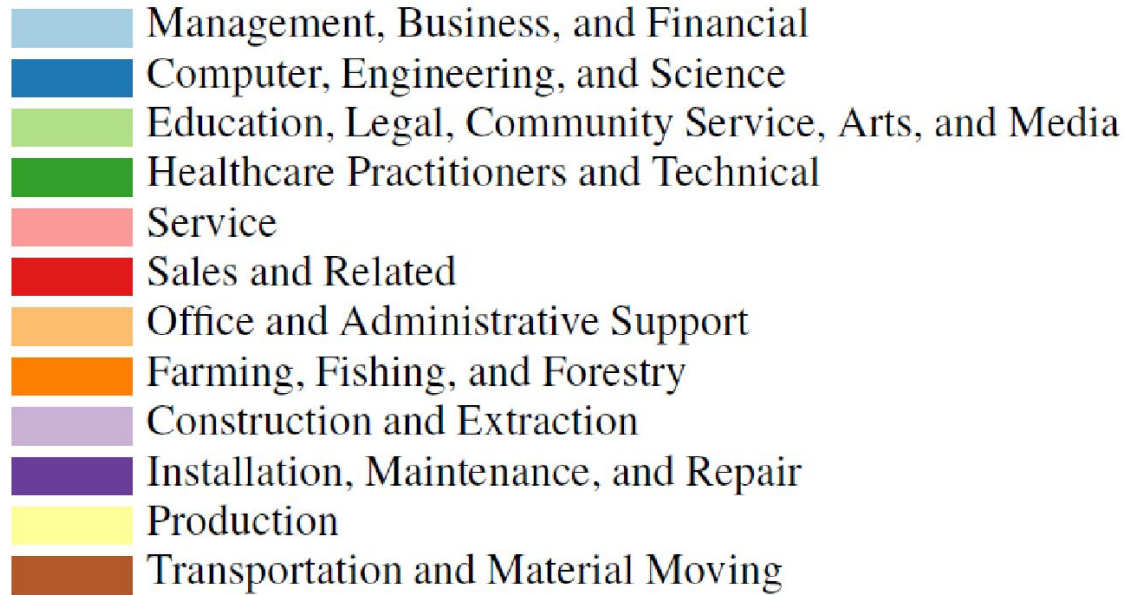 Management, Business, and Financial
Computer, Engineering, and Science
Education, Legal, Community Service, Arts, and Media
Healthcare Practitioners and Technical
Service
Sales and Related
Office and Administrative Support
Farming, Fishing, and Forestry
Construction and Extraction
Installation, Maintenance, and Repair
Production
Transportation and Material Moving